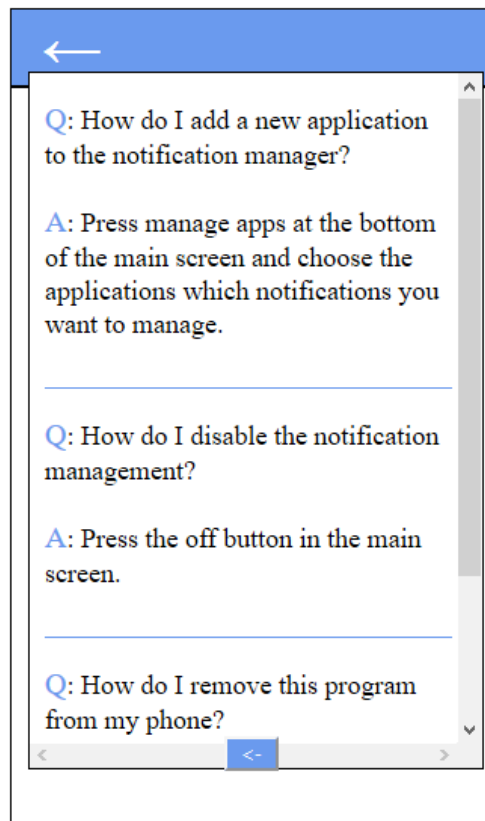 ←
Q: How do I add a new application
to the notification manager?
A: Press manage apps at the bottom
of the main screen and choose the
applications which notifications you
want to manage.
Q: How do I disable the notification
management?
A: Press the off button in the main
screen.
Q: How do I remove this program
from my phone?
<-